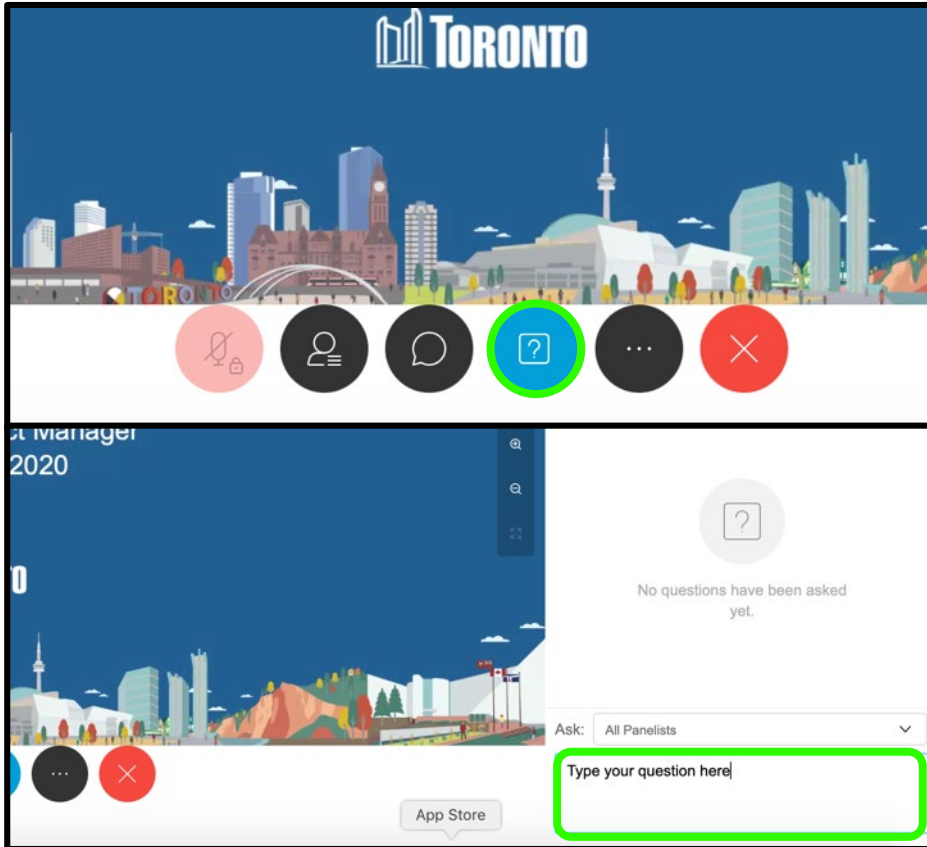 TORONTO
TORONTO
?
...
ct Manager
2020
TO
?
No questions have been asked
yet.
Ask: All Panelists
Type your question here
...
App Store